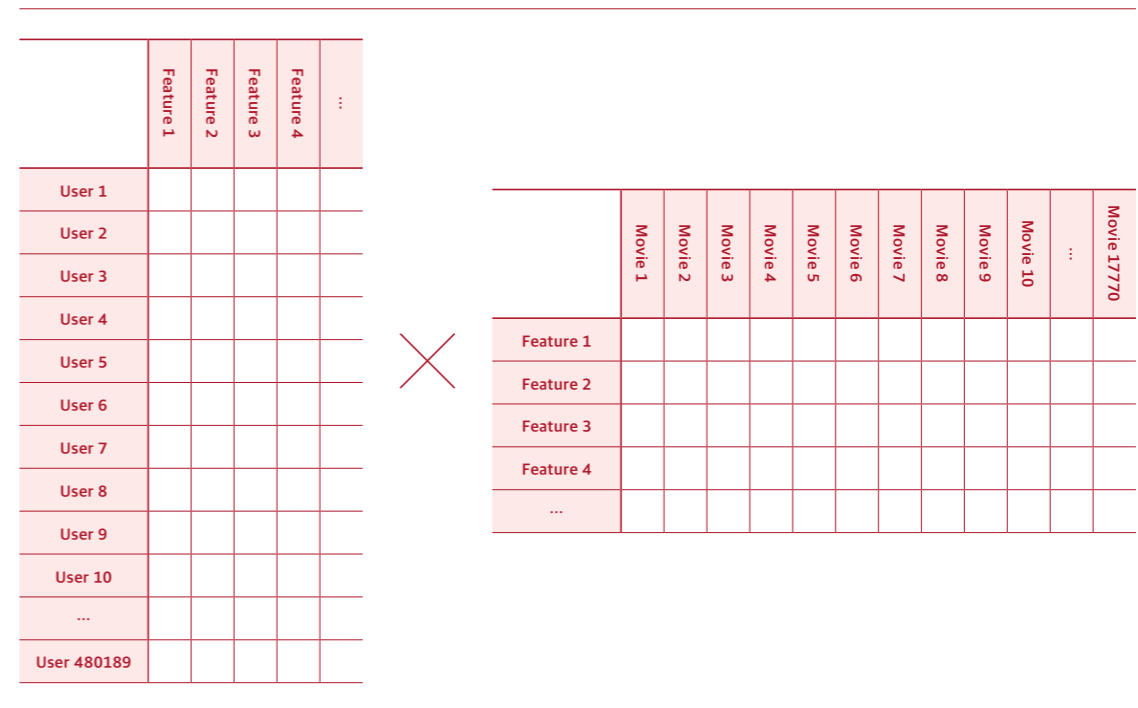 Feature 1
Feature 2
Feature 3
Feature 4
...
User 1
User 2
User 3
User 4
User 5
User 6
User 7
User 8
User 9
User 10
...
User 480189
Movie 1
Movie 2
Movie 3
Movie 4
Movie 5
Movie 6
Movie 7
Movie 8
Movie 9
Movie 10
...
Movie 17770
Feature 1
Feature 2
Feature 3
Feature 4
...